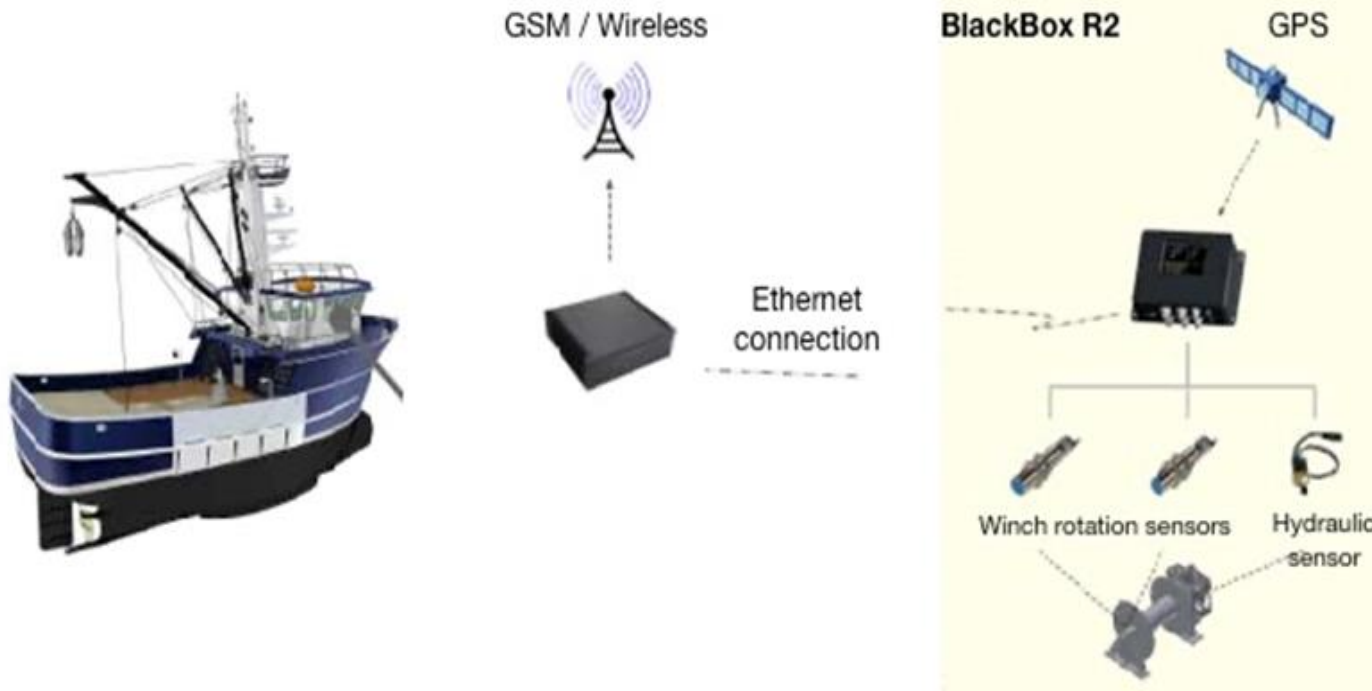 GSM / Wireless
BlackBox R2
GPS
Ethernet
connection
Winch rotation sensors
Hydraulic
sensor